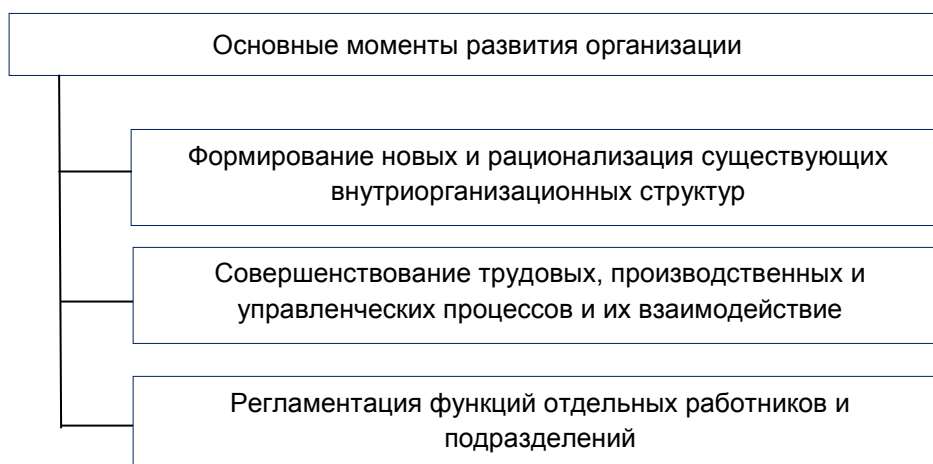 Основные моменты развития организации
Формирование новых и рационализация существующих
внутриорганизационных структур
Совершенствование трудовых, производственных и
управленческих процессов и их взаимодействие
Регламентация функций отдельных работников и
подразделений